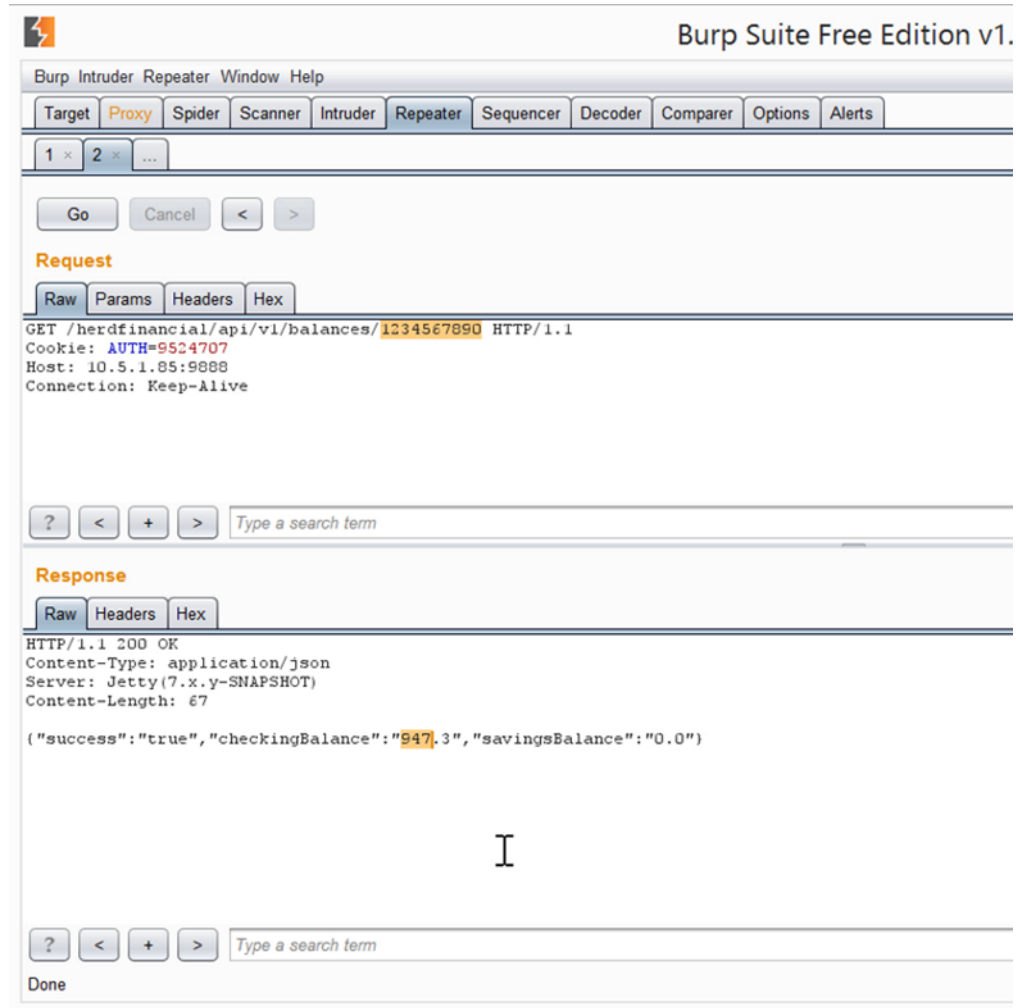 Burp Suite Free Edition v1.
Burp Intruder Repeater Window Help
Target Proxy Spider Scanner Intruder Repeater Sequencer Decoder Comparer Options Alerts
1 × 2 × ...
Go Cancel < >
Request
Raw Params Headers Hex
GET /herdfinancial/api/v1/balances/1234567890 HTTP/1.1
Cookie: AUTH=9524707
Host: 10.5.1.85:9888
Connection: Keep-Alive
? < + > Type a search term
Response
Raw Headers Hex
HTTP/1.1 200 OK
Content-Type: application/json
Server: Jetty(7.x.y-SNAPSHOT)
Content-Length: 67
{"success":"true","checkingBalance":"947.3","savingsBalance":"0.0"}
? < + > Type a search term
Done